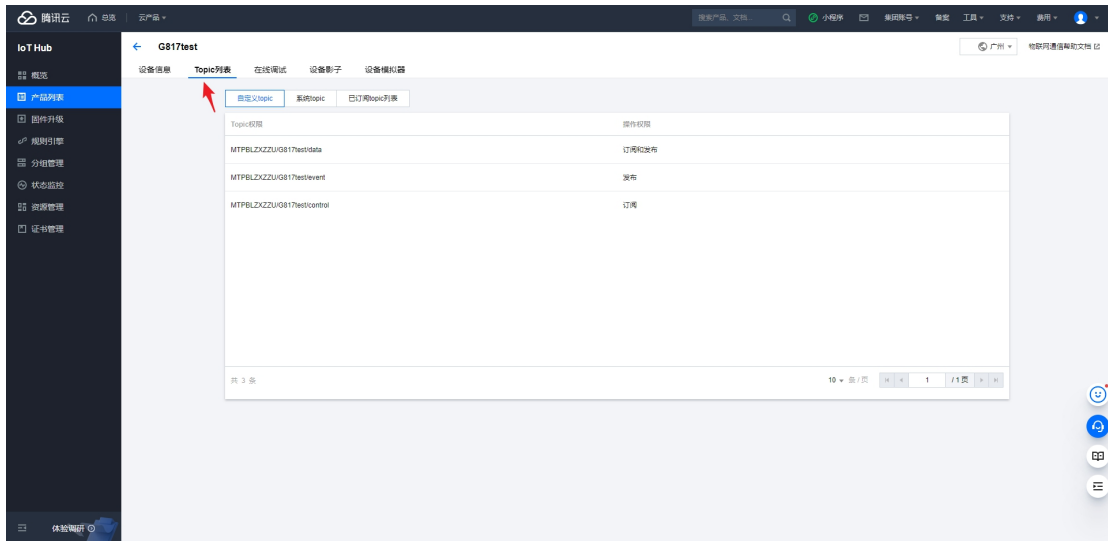 腾讯云 总览 云产品 搜索产品、文档... 小程序 集团账号 备案 工具 支持 费用
IoT Hub
G817test 广州 物联网通信帮助文档
设备信息 Topic列表 在线调试 设备影子 设备模拟器
概览
产品列表
固件升级
规则引擎
分组管理
状态监控
资源管理
证书管理
自定义topic 系统topic 已订阅topic列表
Topic权限 操作权限
MTPBLZXZZU/G817test/data 订阅和发布
MTPBLZXZZU/G817test/event 发布
MTPBLZXZZU/G817test/control 订阅
共 3 条 10 条 / 页 1 / 1 页
体验调研